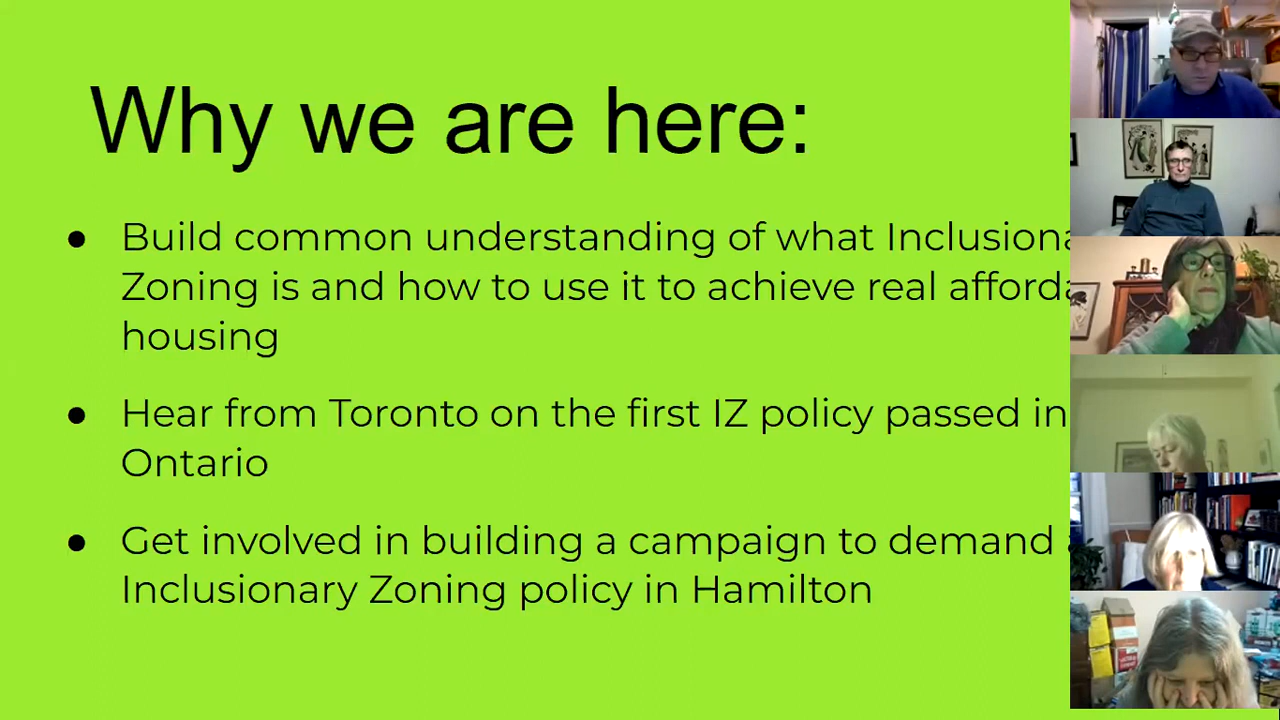 Why we are here:
● Build common understanding of what Inclusiona
Zoning is and how to use it to achieve real afforda
housing
● Hear from Toronto on the first IZ policy passed in
Ontario
● Get involved in building a campaign to demand a
Inclusionary Zoning policy in Hamilton